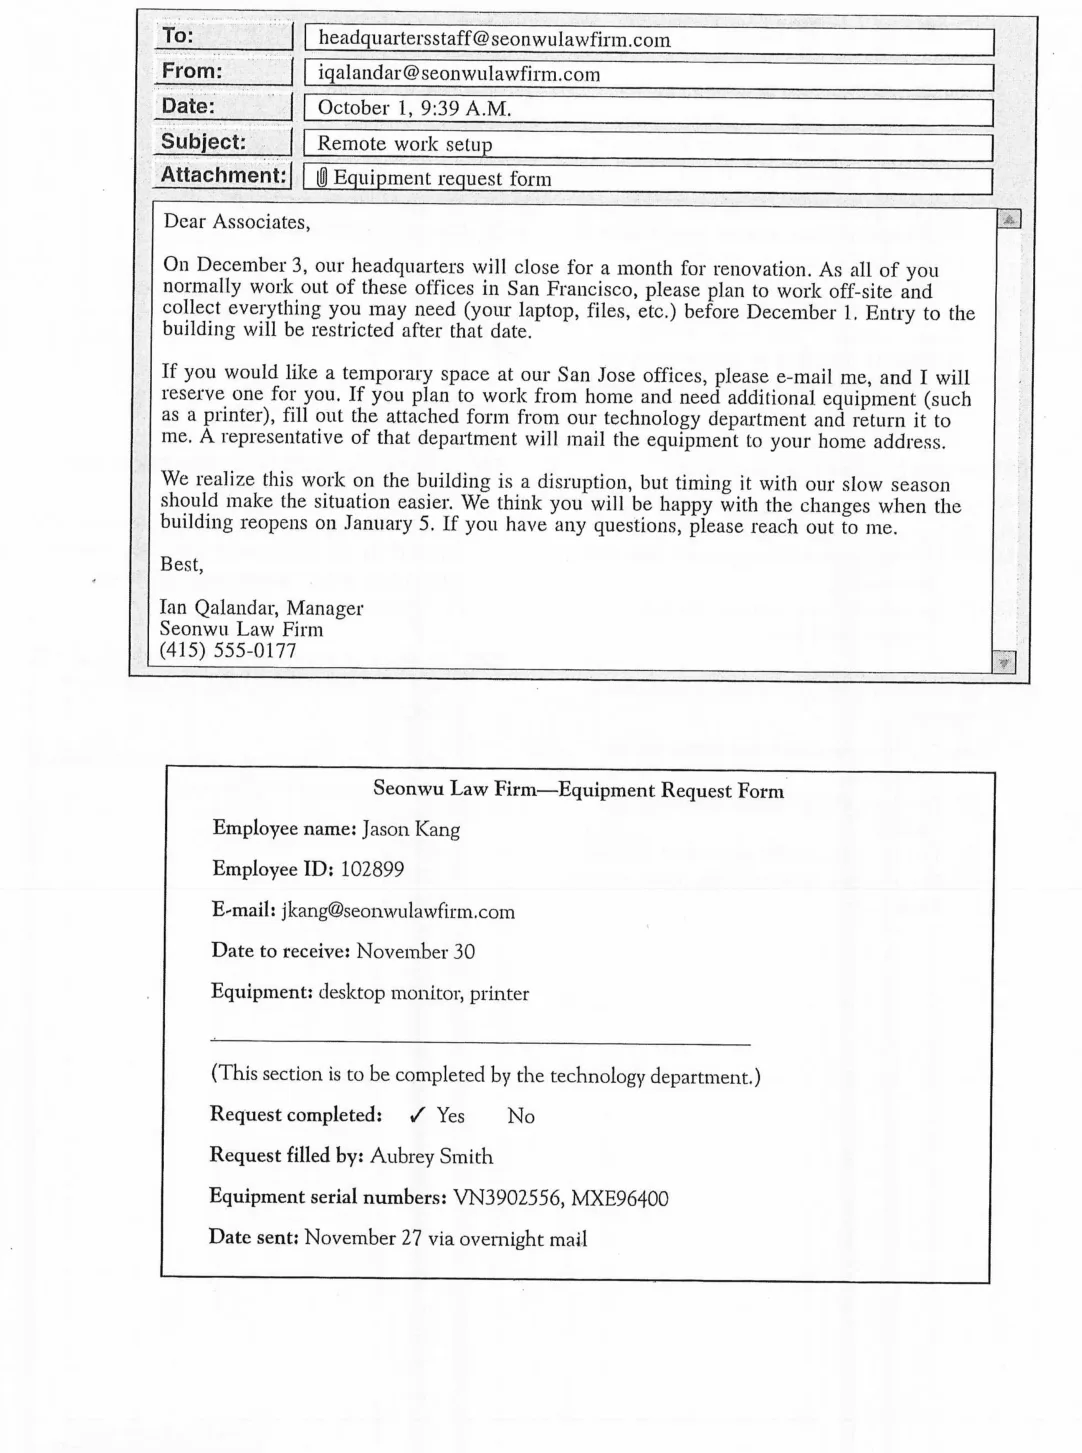 To: headquartersstaff@seonwulawfirm.com
From: iqalandar@seonwulawfirm.com
Date: October 1, 9:39 A.M.
Subject: Remote work setup
Attachment: Equipment request form
Dear Associates,
On December 3, our headquarters will close for a month for renovation. As all of you
normally work out of these offices in San Francisco, please plan to work off-site and
collect everything you may need (your laptop, files, etc.) before December 1. Entry to the
building will be restricted after that date.
If you would like a temporary space at our San Jose offices, please e-mail me, and I will
reserve one for you. If you plan to work from home and need additional equipment (such
as a printer), fill out the attached form from our technology department and return it to
me. A representative of that department will mail the equipment to your home address.
We realize this work on the building is a disruption, but timing it with our slow season
should make the situation easier. We think you will be happy with the changes when the
building reopens on January 5. If you have any questions, please reach out to me.
Best,
Ian Qalandar, Manager
Seonwu Law Firm
(415) 555-0177
Seonwu Law Firm—Equipment Request Form
Employee name: Jason Kang
Employee ID: 102899
E-mail: jkang@seonwulawfirm.com
Date to receive: November 30
Equipment: desktop monitor, printer
(This section is to be completed by the technology department.)
Request completed: ✓ Yes No
Request filled by: Aubrey Smith
Equipment serial numbers: VN3902556, MXE96400
Date sent: November 27 via overnight mail